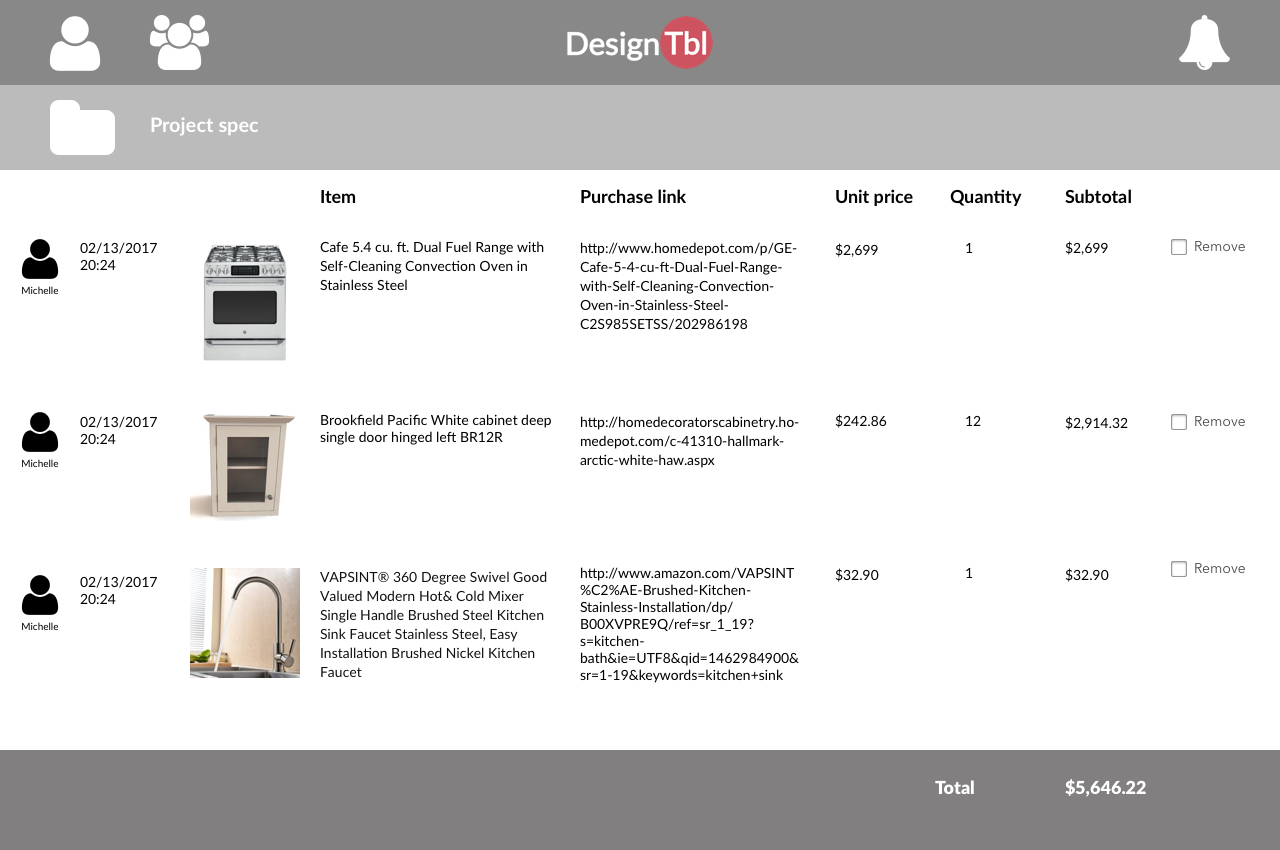 DesignTbl
Project spec
Item Purchase link Unit price Quantity Subtotal
02/13/2017
20:24
Michelle
Cafe 5.4 cu. ft. Dual Fuel Range with
Self-Cleaning Convection Oven in
Stainless Steel
http://www.homedepot.com/p/GE-
Cafe-5-4-cu-ft-Dual-Fuel-Range-
with-Self-Cleaning-Convection-
Oven-in-Stainless-Steel-
C2S985SETSS/202986198
$2,699
1
$2,699
Remove
02/13/2017
20:24
Michelle
Brookfield Pacific White cabinet deep
single door hinged left BR12R
http://homedecoratorscabinetry.ho-
medepot.com/c-41310-hallmark-
arctic-white-haw.aspx
$242.86
12
$2,914.32
Remove
02/13/2017
20:24
Michelle
VAPSINT® 360 Degree Swivel Good
Valued Modern Hot& Cold Mixer
Single Handle Brushed Steel Kitchen
Sink Faucet Stainless Steel, Easy
Installation Brushed Nickel Kitchen
Faucet
http://www.amazon.com/VAPSINT
%C2%AE-Brushed-Kitchen-
Stainless-Installation/dp/
B00XVPRE9Q/ref=sr_1_19?
s=kitchen-
bath&ie=UTF8&qid=1462984900&
sr=1-19&keywords=kitchen+sink
$32.90
1
$32.90
Remove
Total $5,646.22